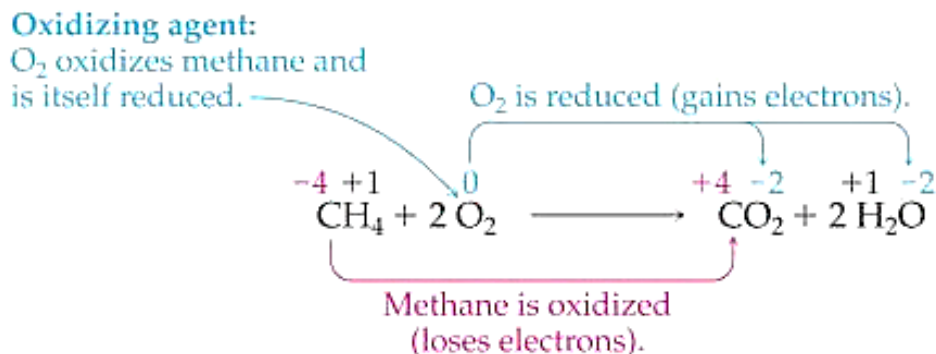 Oxidizing agent:
O₂ oxidizes methane and
is itself reduced.
O₂ is reduced (gains electrons).
−4 +1 0 +4 −2 +1 −2
CH₄ + 2 O₂ ⟶ CO₂ + 2 H₂O
Methane is oxidized
(loses electrons).